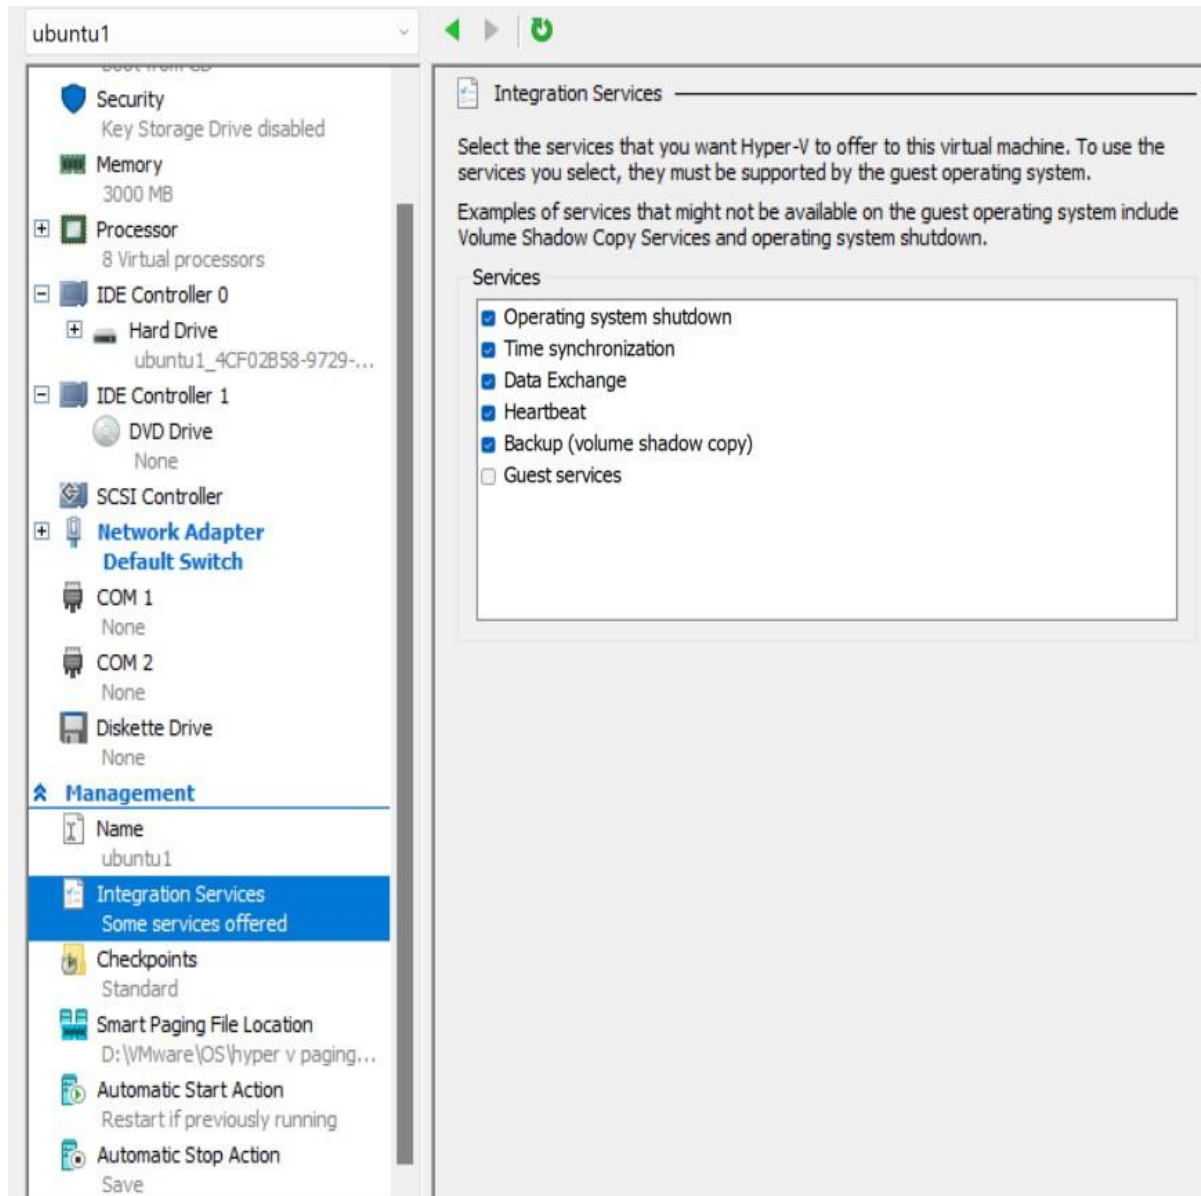 ubuntu1
Security
Key Storage Drive disabled
Memory
3000 MB
Processor
8 Virtual processors
IDE Controller 0
Hard Drive
ubuntu1_4CF02B58-9729-...
IDE Controller 1
DVD Drive
None
SCSI Controller
Network Adapter
Default Switch
COM 1
None
COM 2
None
Diskette Drive
None
Management
Name
ubuntu1
Integration Services
Some services offered
Checkpoints
Standard
Smart Paging File Location
D:\VMware\OS\hyper v paging...
Automatic Start Action
Restart if previously running
Automatic Stop Action
Save
Integration Services
Select the services that you want Hyper-V to offer to this virtual machine. To use the
services you select, they must be supported by the guest operating system.
Examples of services that might not be available on the guest operating system include
Volume Shadow Copy Services and operating system shutdown.
Services
Operating system shutdown
Time synchronization
Data Exchange
Heartbeat
Backup (volume shadow copy)
Guest services